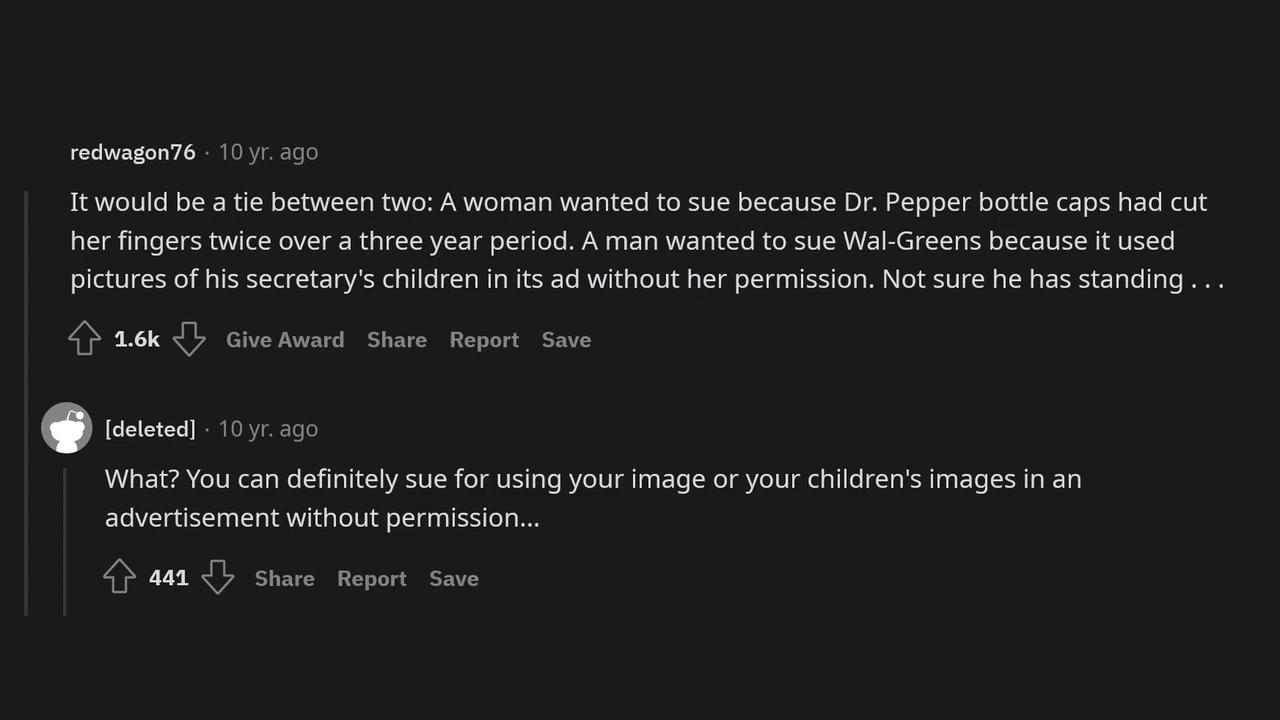 redwagon76 · 10 yr. ago
It would be a tie between two: A woman wanted to sue because Dr. Pepper bottle caps had cut
her fingers twice over a three year period. A man wanted to sue Wal-Greens because it used
pictures of his secretary's children in its ad without her permission. Not sure he has standing . . .
1.6k Give Award Share Report Save
[deleted] · 10 yr. ago
What? You can definitely sue for using your image or your children's images in an
advertisement without permission...
441 Share Report Save